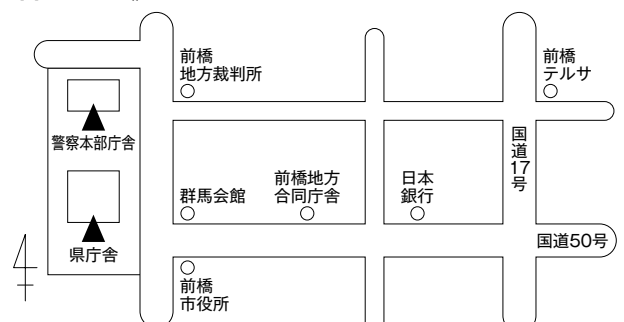 前橋
地方裁判所
前橋
テルサ
警察本部庁舎
国道17号
群馬会館
前橋地方
合同庁舎
日本
銀行
県庁舎
国道50号
前橋
市役所